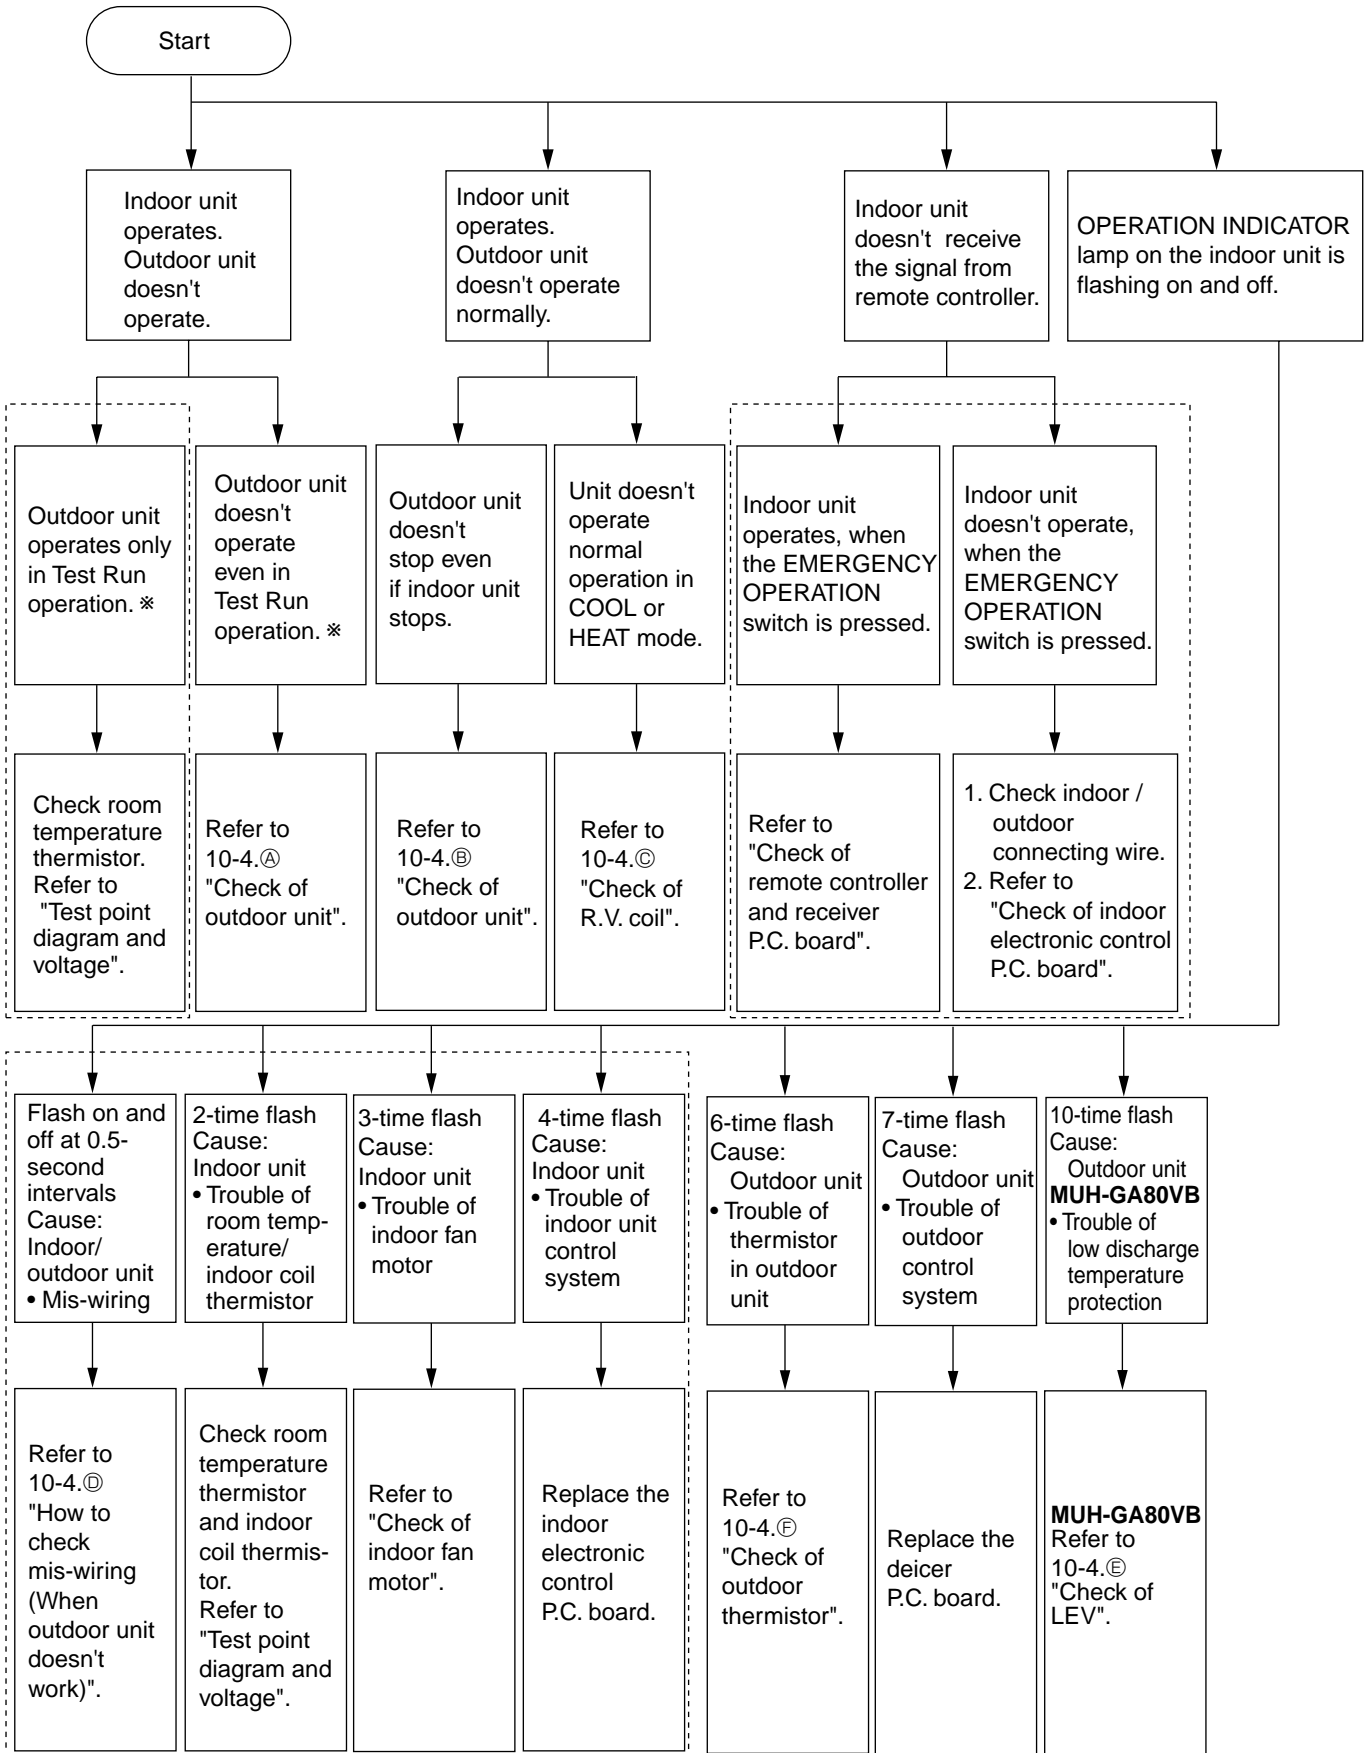 Start
Indoor unit
operates.
Outdoor unit
doesn't
operate.
Indoor unit
operates.
Outdoor unit
doesn't operate
normally.
Indoor unit
doesn't receive
the signal from
remote controller.
OPERATION INDICATOR
lamp on the indoor unit is
flashing on and off.
Outdoor unit
operates only
in Test Run
operation. ※
Outdoor unit
doesn't
operate
even in
Test Run
operation. ※
Outdoor unit
doesn't
stop even
if indoor unit
stops.
Unit doesn't
operate
normal
operation in
COOL or
HEAT mode.
Indoor unit
operates, when
the EMERGENCY
OPERATION
switch is pressed.
Indoor unit
doesn't operate,
when the
EMERGENCY
OPERATION
switch is pressed.
Check room
temperature
thermistor.
Refer to
"Test point
diagram and
voltage".
Refer to
10-4.Ⓐ
"Check of
outdoor unit".
Refer to
10-4.Ⓑ
"Check of
outdoor unit".
Refer to
10-4.Ⓒ
"Check of
R.V. coil".
Refer to
"Check of
remote controller
and receiver
P.C. board".
1. Check indoor /
outdoor
connecting wire.
2. Refer to
"Check of indoor
electronic control
P.C. board".
Flash on and
off at 0.5-
second
intervals
Cause:
Indoor/
outdoor unit
• Mis-wiring
2-time flash
Cause:
Indoor unit
• Trouble of
room temp-
erature/
indoor coil
thermistor
3-time flash
Cause:
Indoor unit
• Trouble of
indoor fan
motor
4-time flash
Cause:
Indoor unit
• Trouble of
indoor unit
control
system
6-time flash
Cause:
Outdoor unit
• Trouble of
thermistor
in outdoor
unit
7-time flash
Cause:
Outdoor unit
• Trouble of
outdoor
control
system
10-time flash
Cause:
Outdoor unit
MUH-GA80VB
• Trouble of
low discharge
temperature
protection
Refer to
10-4.Ⓓ
"How to
check
mis-wiring
(When
outdoor unit
doesn't
work)".
Check room
temperature
thermistor
and indoor
coil thermis-
tor.
Refer to
"Test point
diagram and
voltage".
Refer to
"Check of
indoor fan
motor".
Replace the
indoor
electronic
control
P.C. board.
Refer to
10-4.Ⓕ
"Check of
outdoor
thermistor".
Replace the
deicer
P.C. board.
MUH-GA80VB
Refer to
10-4.Ⓔ
"Check of
LEV".